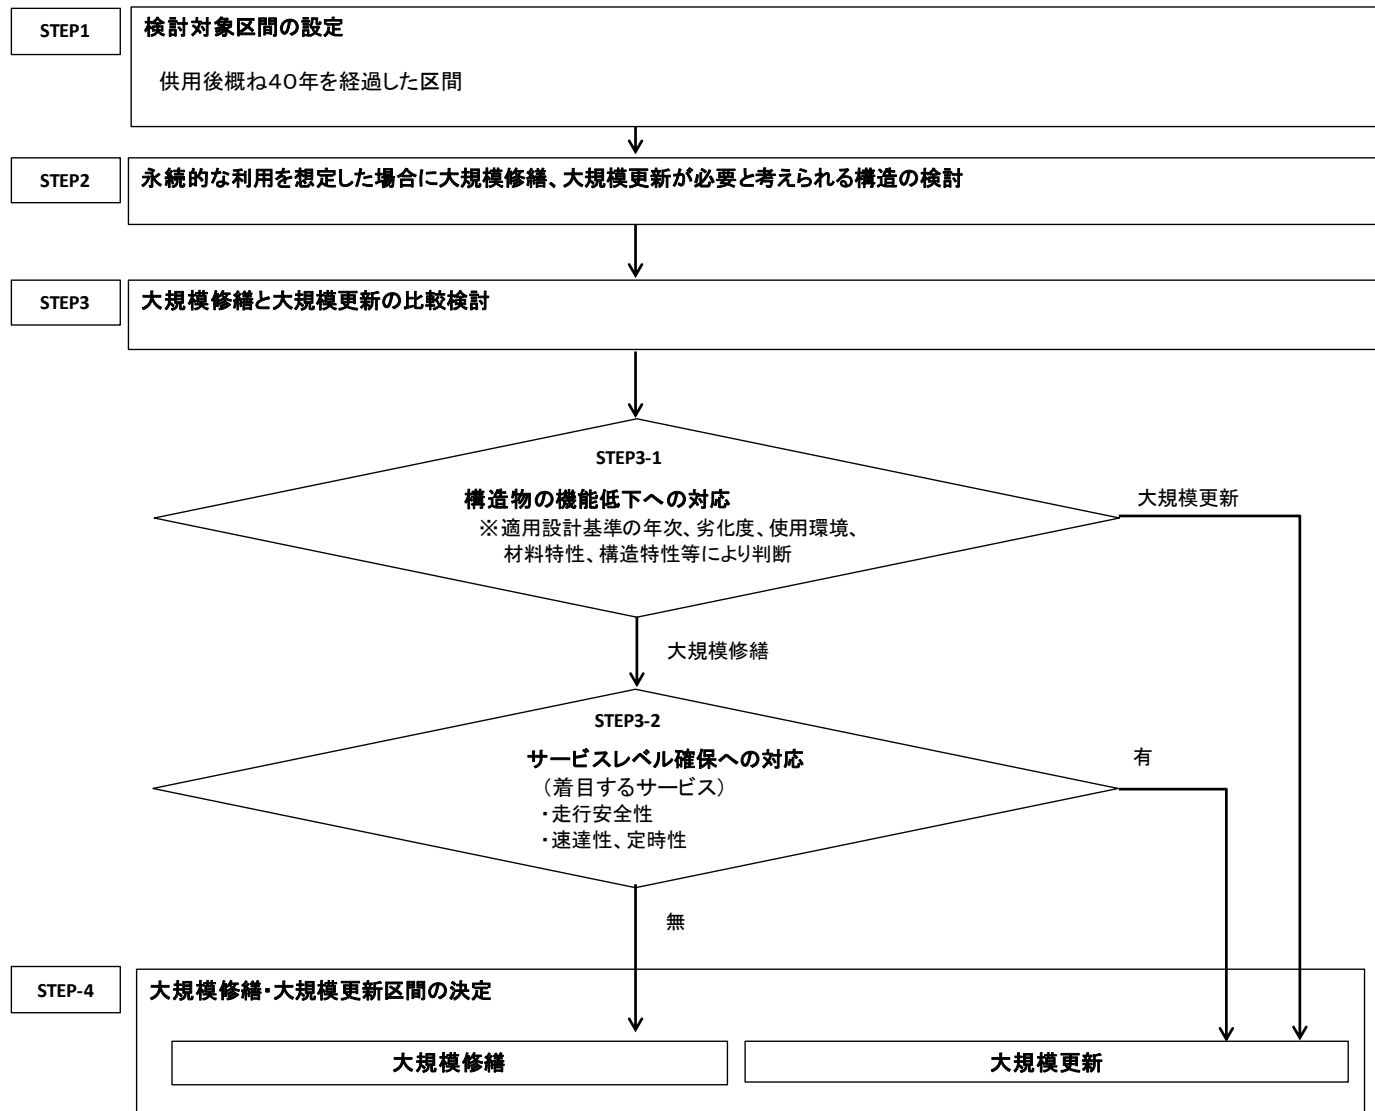 STEP1
検討対象区間の設定
供用後概ね40年を経過した区間
STEP2
永続的な利用を想定した場合に大規模修繕、大規模更新が必要と考えられる構造の検討
STEP3
大規模修繕と大規模更新の比較検討
STEP3-1
構造物の機能低下への対応
※適用設計基準の年次、劣化度、使用環境、
材料特性、構造特性等により判断
大規模更新
大規模修繕
STEP3-2
サービスレベル確保への対応
（着目するサービス）
・走行安全性
・速達性、定時性
有
無
STEP-4
大規模修繕・大規模更新区間の決定
大規模修繕
大規模更新